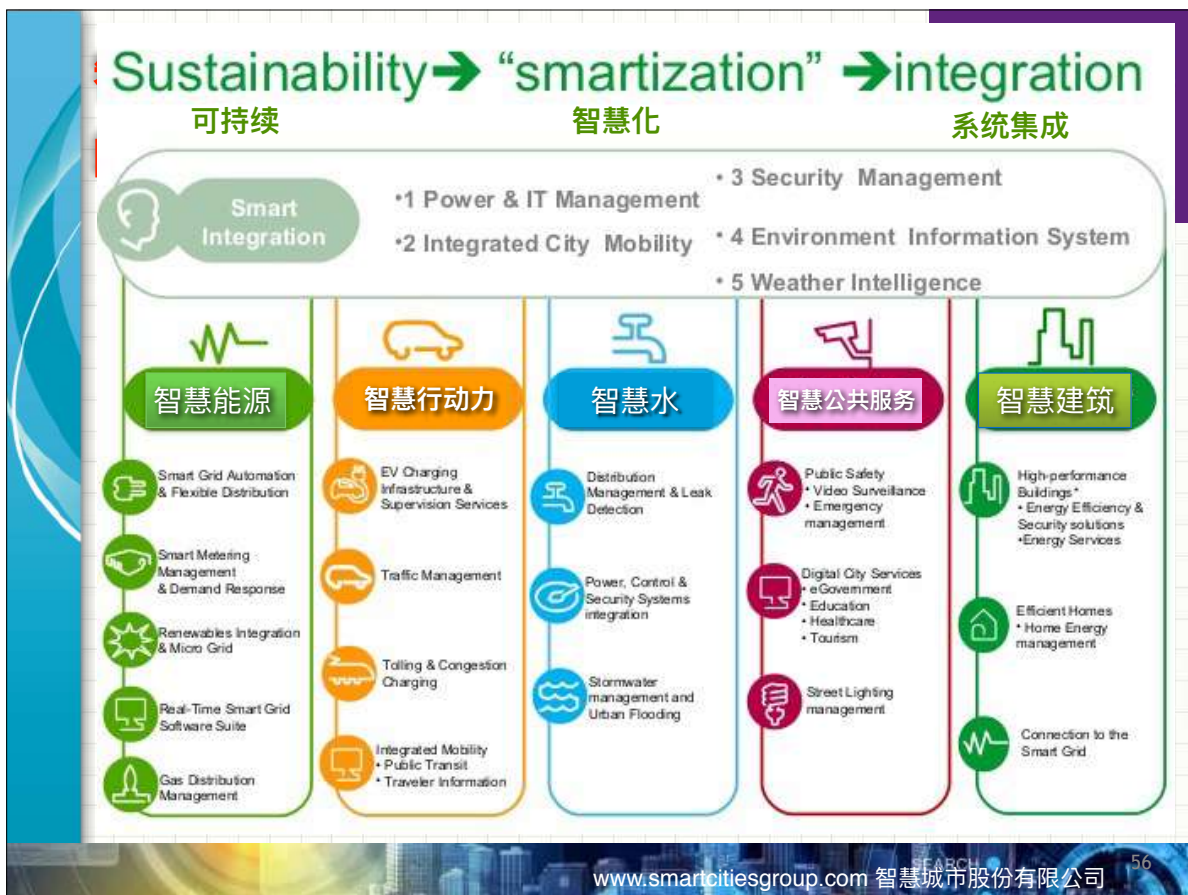 Sustainability➔ “smartization” ➔integration
可持续
智慧化
系统集成
Smart
Integration
•1 Power & IT Management
•2 Integrated City Mobility
• 3 Security Management
• 4 Environment Information System
• 5 Weather Intelligence
智慧能源
Smart Grid Automation
& Flexible Distribution
Smart Metering
Management
& Demand Response
Renewables Integration
& Micro Grid
Real-Time Smart Grid
Software Suite
Gas Distribution
Management
智慧行动力
EV Charging
Infrastructure &
Supervision Services
Traffic Management
Tolling & Congestion
Charging
Integrated Mobility
• Public Transit
• Traveler Information
智慧水
Distribution
Management & Leak
Detection
Power, Control &
Security Systems
integration
Stormwater
management and
Urban Flooding
智慧公共服务
Public Safety
• Video Surveillance
• Emergency
management
Digital City Services
• eGovernment
• Education
• Healthcare
• Tourism
Street Lighting
management
智慧建筑
High-performance
Buildings*
• Energy Efficiency &
Security solutions
•Energy Services
Efficient Homes
• Home Energy
management
Connection to the
Smart Grid
SEARCH
56
www.smartcitiesgroup.com 智慧城市股份有限公司